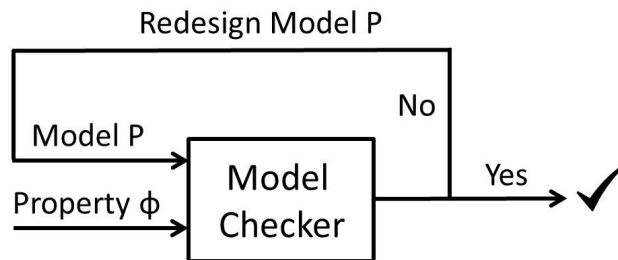 Redesign Model P
No
Model P
Model
Checker
Yes
Property ϕ